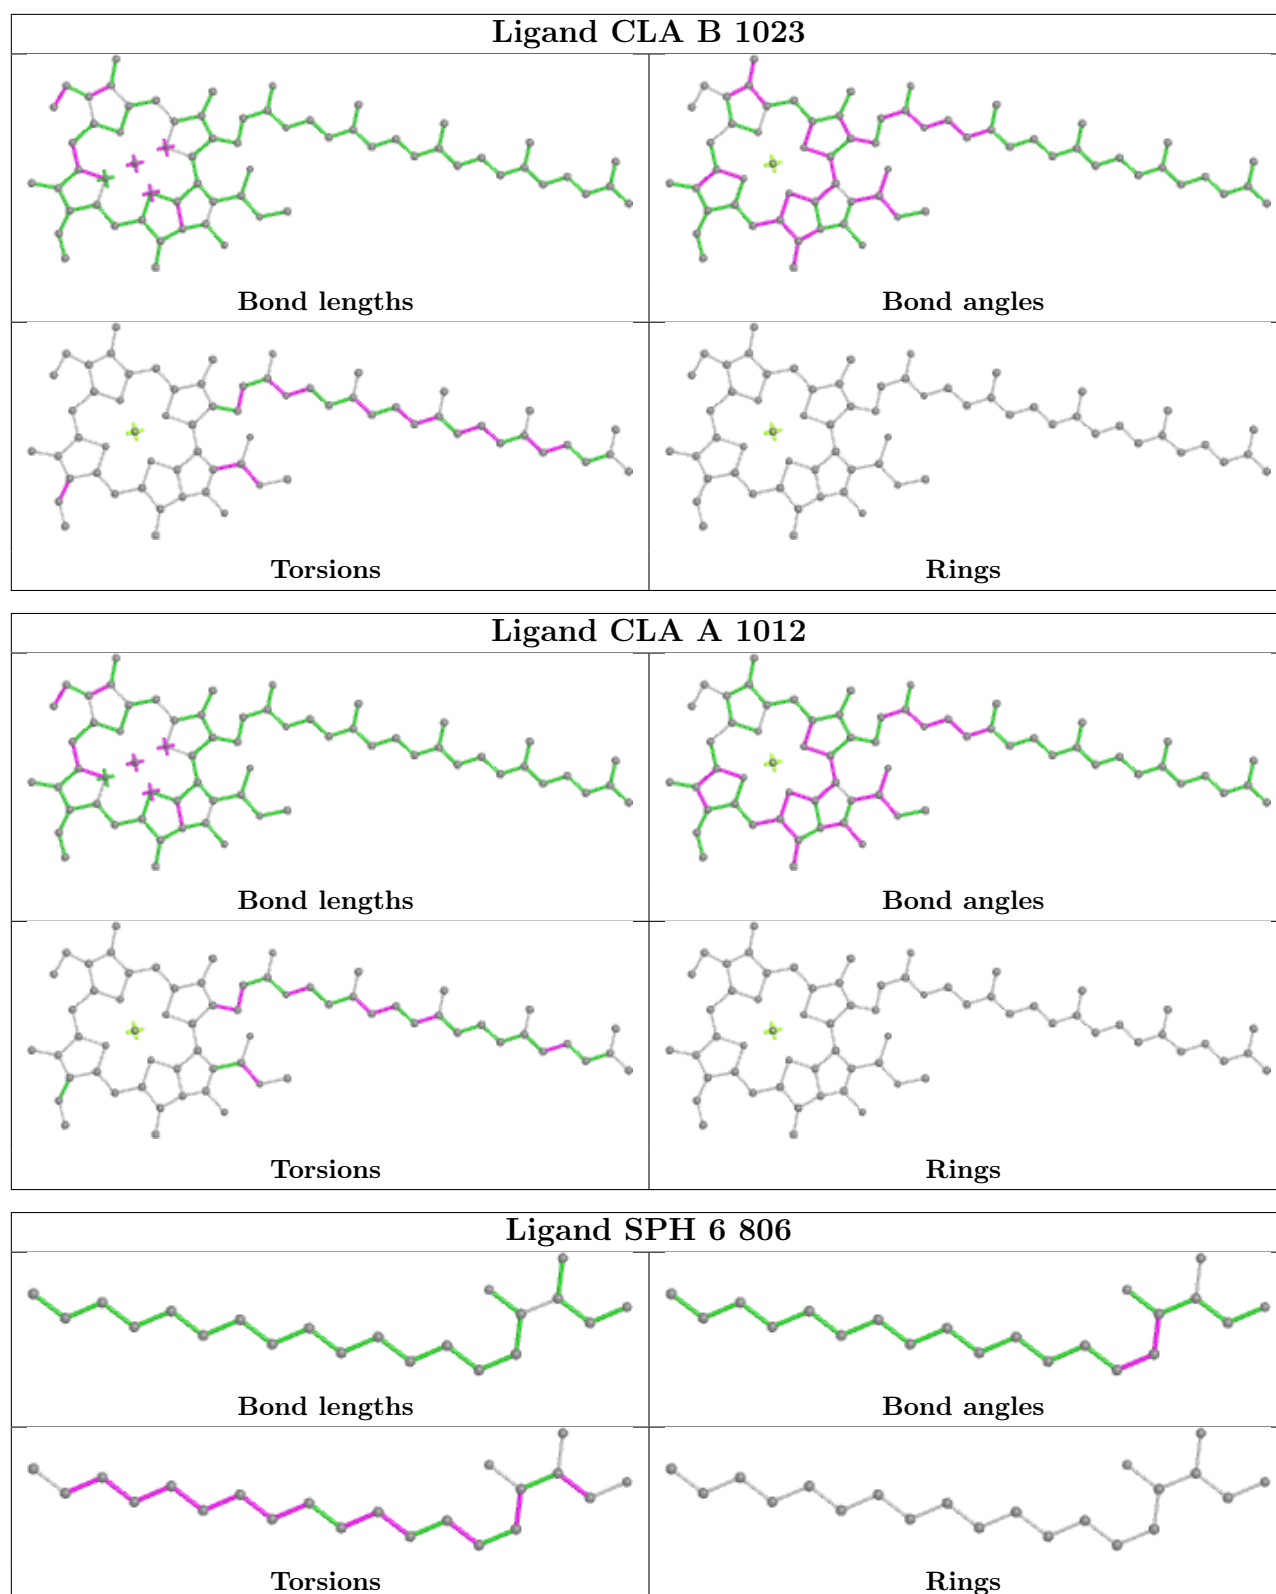 Ligand CLA B 1023
Bond lengths
Bond angles
Torsions
Rings
Ligand CLA A 1012
Bond lengths
Bond angles
Torsions
Rings
Ligand SPH 6 806
Bond lengths
Bond angles
Torsions
Rings